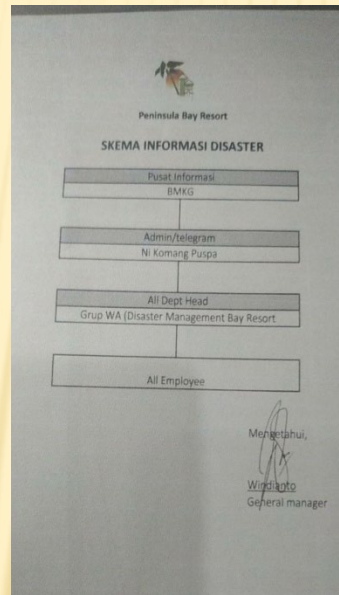 Peninsula Bay Resort
SKEMA INFORMASI DISASTER
Pusat Informasi
BMKG
Admin/telegram
Ni Komang Puspa
All Dept Head
Grup WA (Disaster Management Bay Resort
All Employee
Mengetahui,
Windianto
General manager